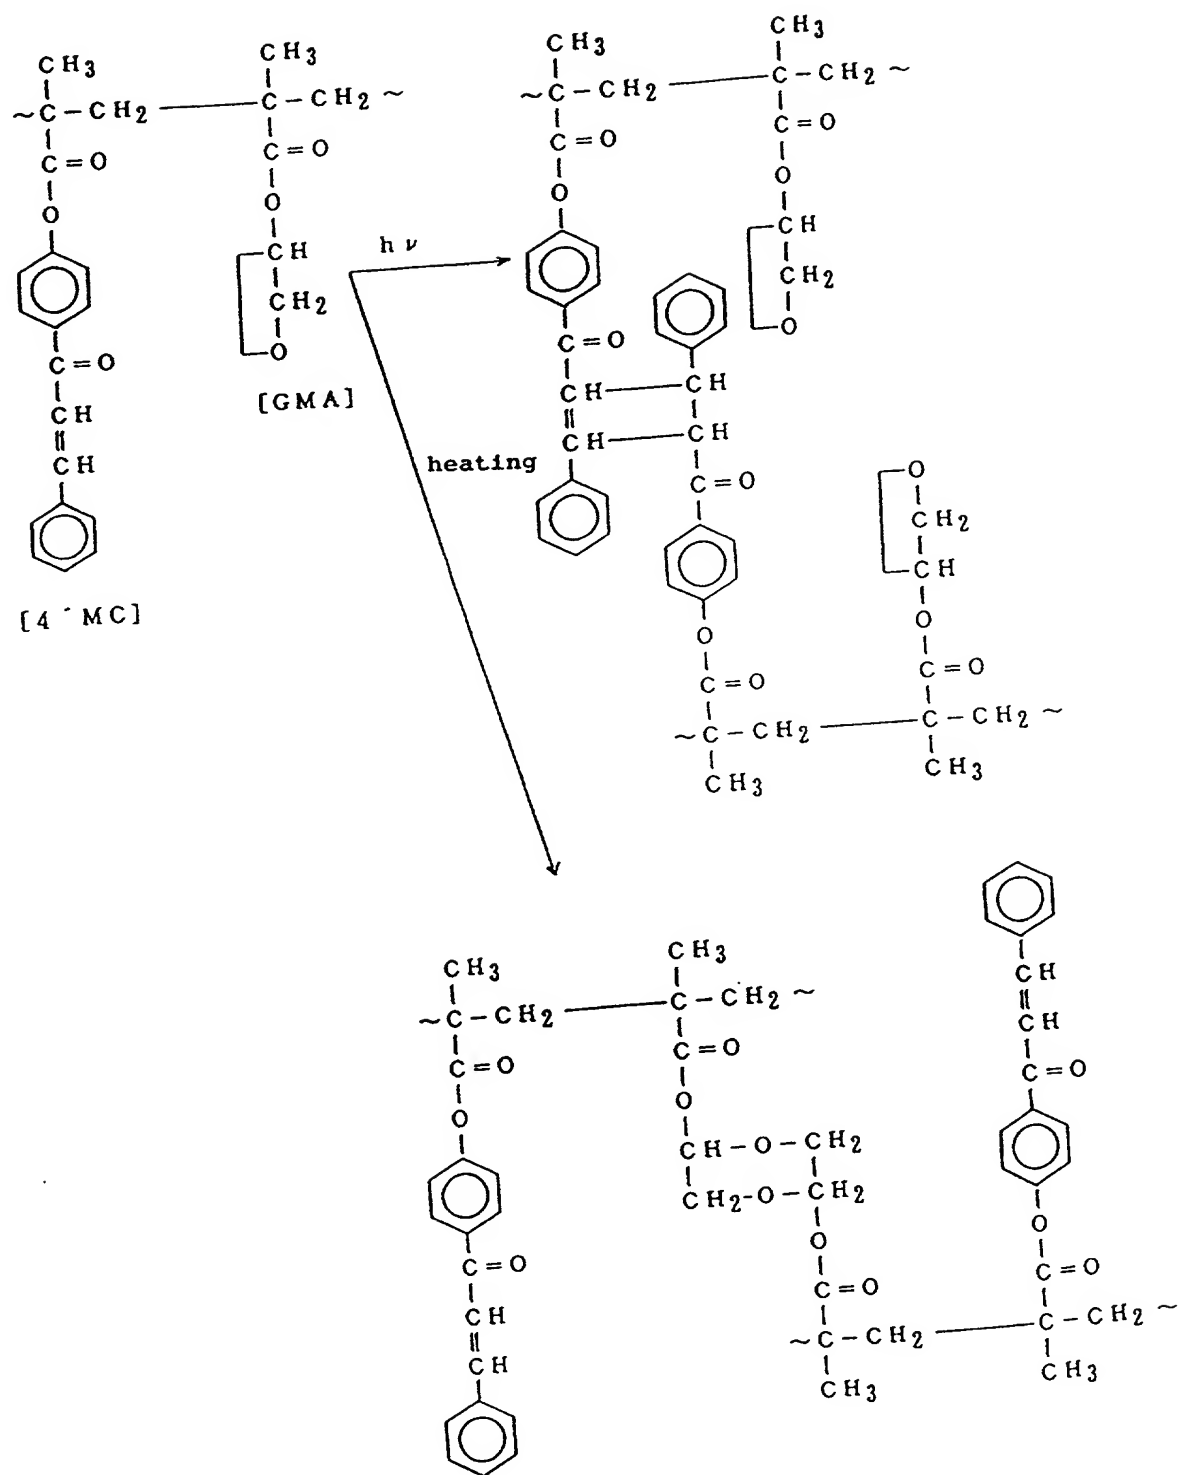 CH3 CH3
~C-CH2 C-CH2~
C=O C=O
O O
CH
CH2
O
C=O
CH
CH
[4´MC]
[GMA]
hν
heating
CH3 CH3
~C-CH2 C-CH2~
C=O C=O
O O
CH
CH2
O
C=O
CH CH
CH CH
C=O
O
CH2
CH
O O
C=O C=O
~C-CH2 C-CH2~
CH3 CH3
CH3 CH3
~C-CH2 C-CH2~
C=O C=O
O O
CH-O-CH2
CH2-O-CH2
O
C=O
CH
CH
CH
CH
C=O
O
C=O C=O
~C-CH2 C-CH2~
CH3 CH3